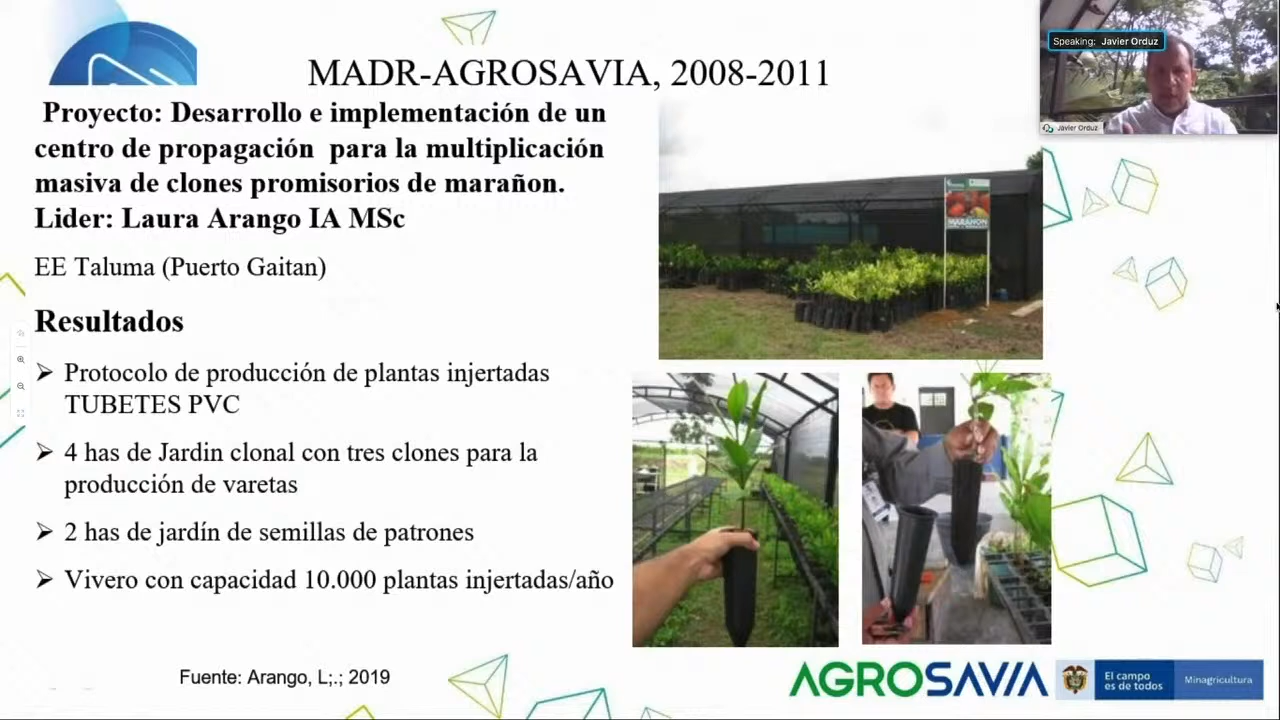 MADR-AGROSAVIA, 2008-2011
Speaking: Javier Orduz
Javier Orduz
Proyecto: Desarrollo e implementación de un
centro de propagación para la multiplicación
masiva de clones promisorios de marañon.
Lider: Laura Arango IA MSc
EE Taluma (Puerto Gaitan)
Resultados
➢ Protocolo de producción de plantas injertadas
TUBETES PVC
➢ 4 has de Jardin clonal con tres clones para la
producción de varetas
➢ 2 has de jardín de semillas de patrones
➢ Vivero con capacidad 10.000 plantas injertadas/año
MARAÑON
Fuente: Arango, L;.; 2019
AGROSAVIA
El campo
es de todos
Minagricultura